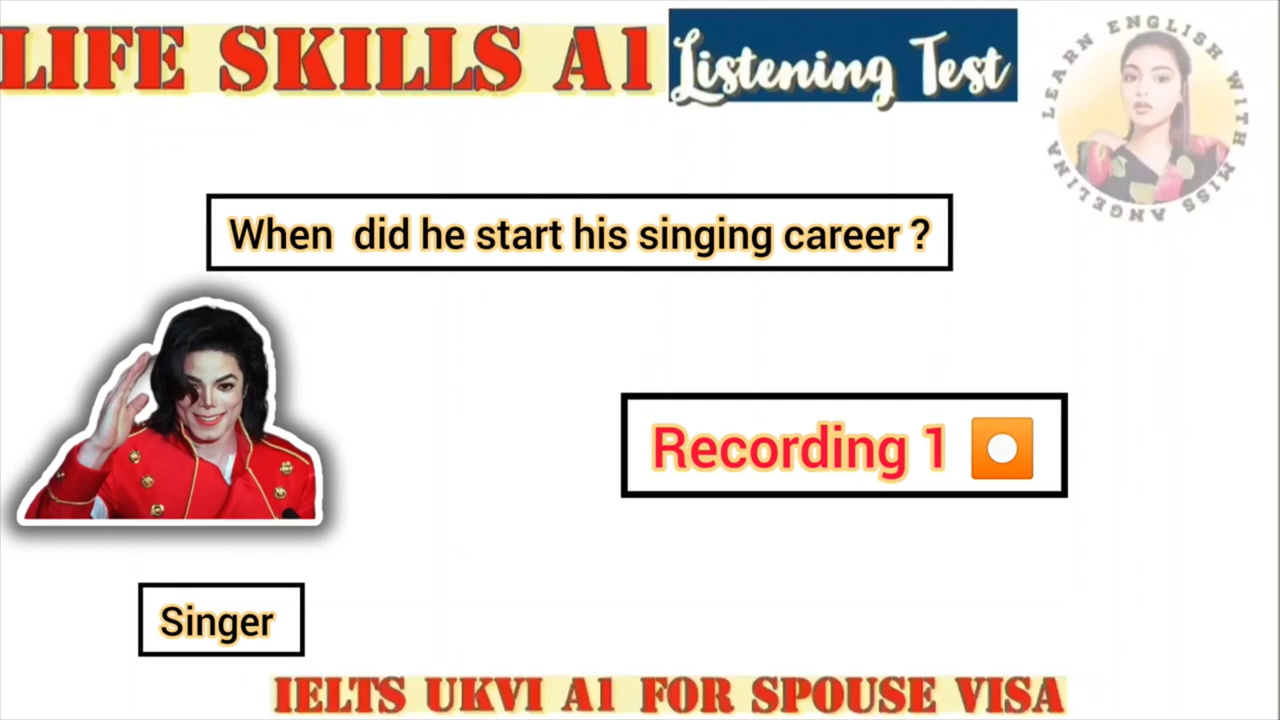 LIFE SKILLS A1 Listening Test
LEARN ENGLISH WITH MISS ANGELINA
When did he start his singing career ?
Recording 1
Singer
IELTS UKVI A1 FOR SPOUSE VISA